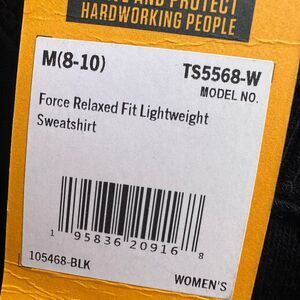 AND PROTECT
HARDWORKING PEOPLE
M(8-10)
TS5568-W
MODEL NO.
Force Relaxed Fit Lightweight
Sweatshirt
1 95836 20916 8
105468-BLK
WOMEN'S